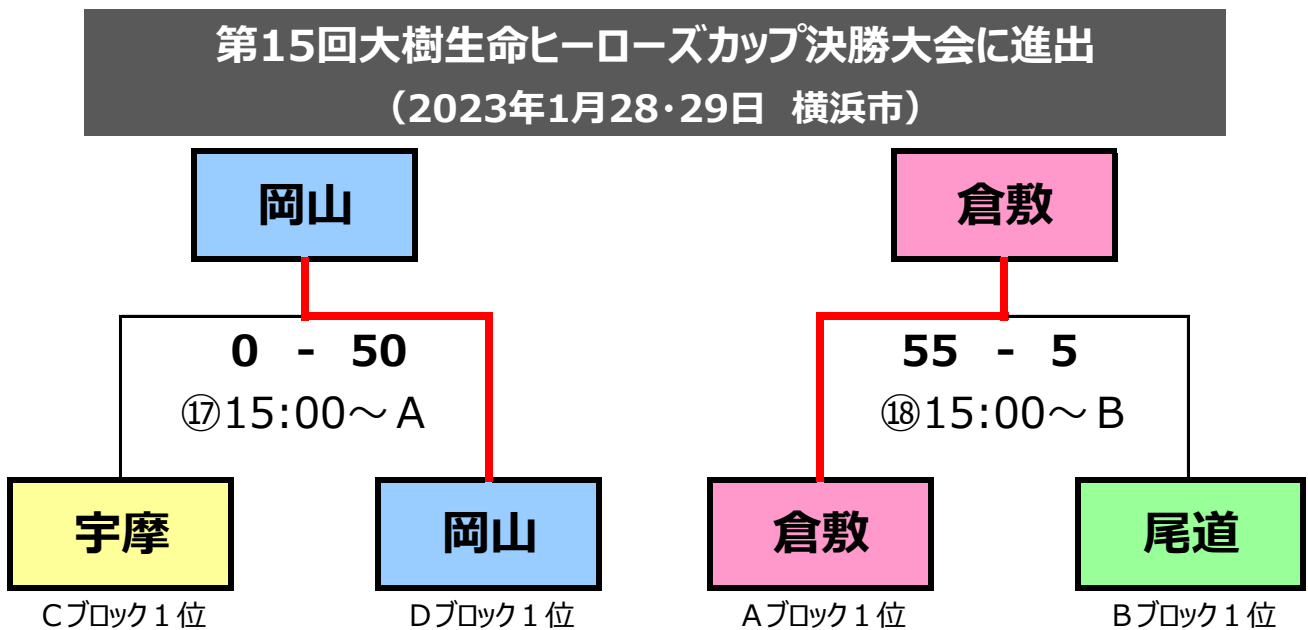 第15回大樹生命ヒーローズカップ決勝大会に進出
（2023年1月28･29日 横浜市）
岡山 倉敷
0 - 50 55 - 5
⑰15:00～A ⑱15:00～B
宇摩 岡山 倉敷 尾道
Cブロック１位 Dブロック１位 Aブロック１位 Bブロック１位